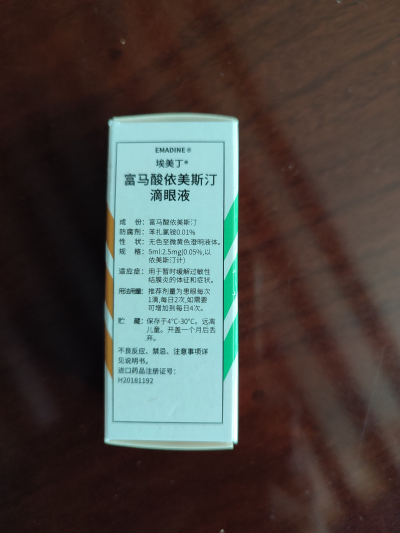 EMADINE®
埃美丁®
富马酸依美斯汀
滴眼液
成 份：富马酸依美斯汀
防腐剂：苯扎氯铵0.01%
性 状：无色至微黄色澄明液体。
规 格：5ml:2.5mg(0.05%,以
依美斯汀计)
适应症：用于暂时缓解过敏性
结膜炎的体征和症状。
用法用量：推荐剂量为患眼每次
1滴,每日2次,如需要
可增加到每日4次。
贮 藏：保存于4°C-30°C。远离
儿童。开盖一个月后丢
弃。
不良反应、禁忌、注意事项详
见说明书。
进口药品注册证号：
H20181192